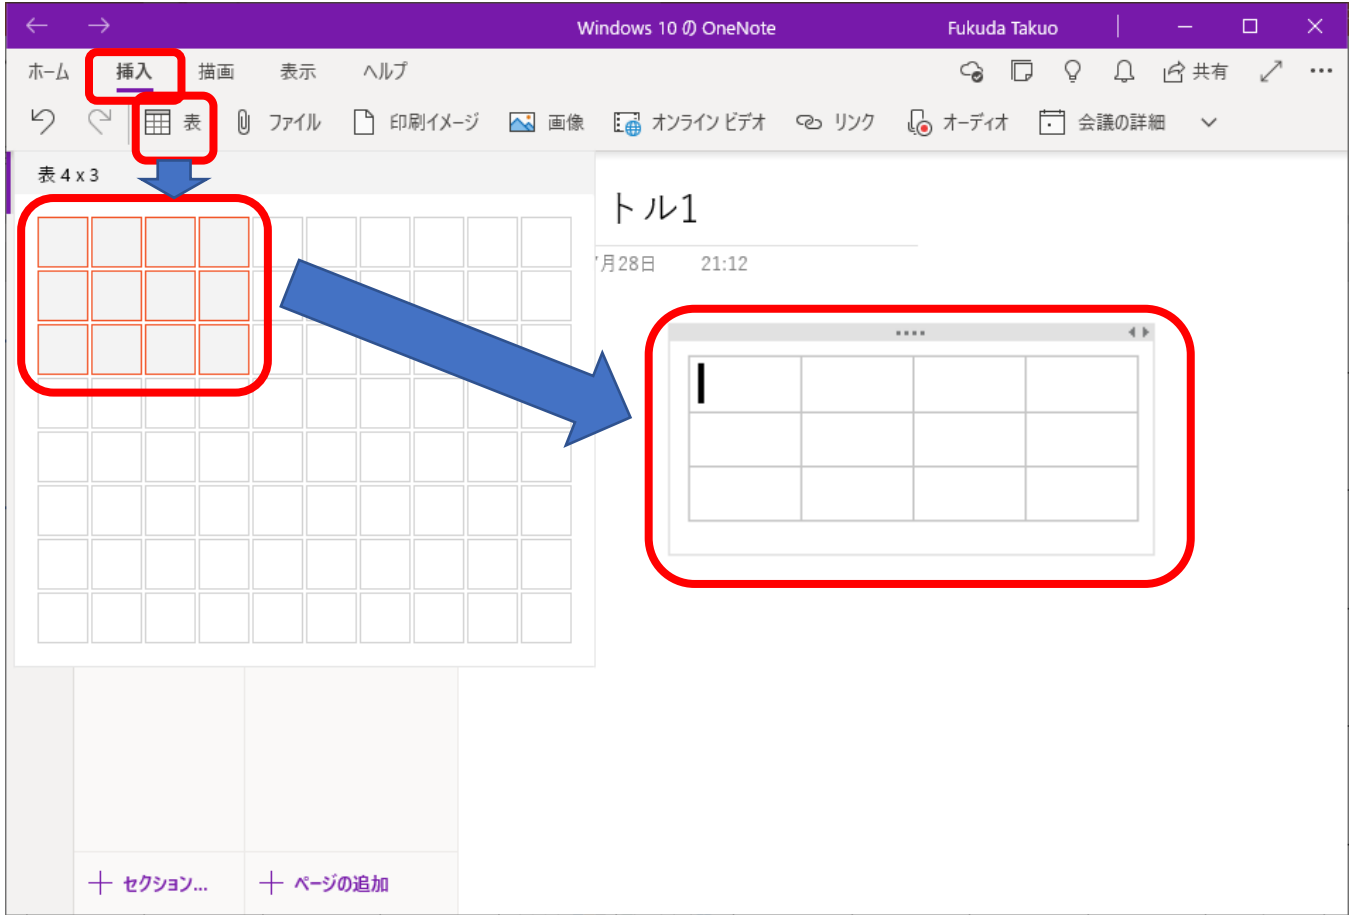 Windows 10 の OneNote Fukuda Takuo
ホーム 挿入 描画 表示 ヘルプ 共有
表 ファイル 印刷イメージ 画像 オンライン ビデオ リンク オーディオ 会議の詳細
表 4 x 3
トル1
月28日 21:12
セクション... ページの追加